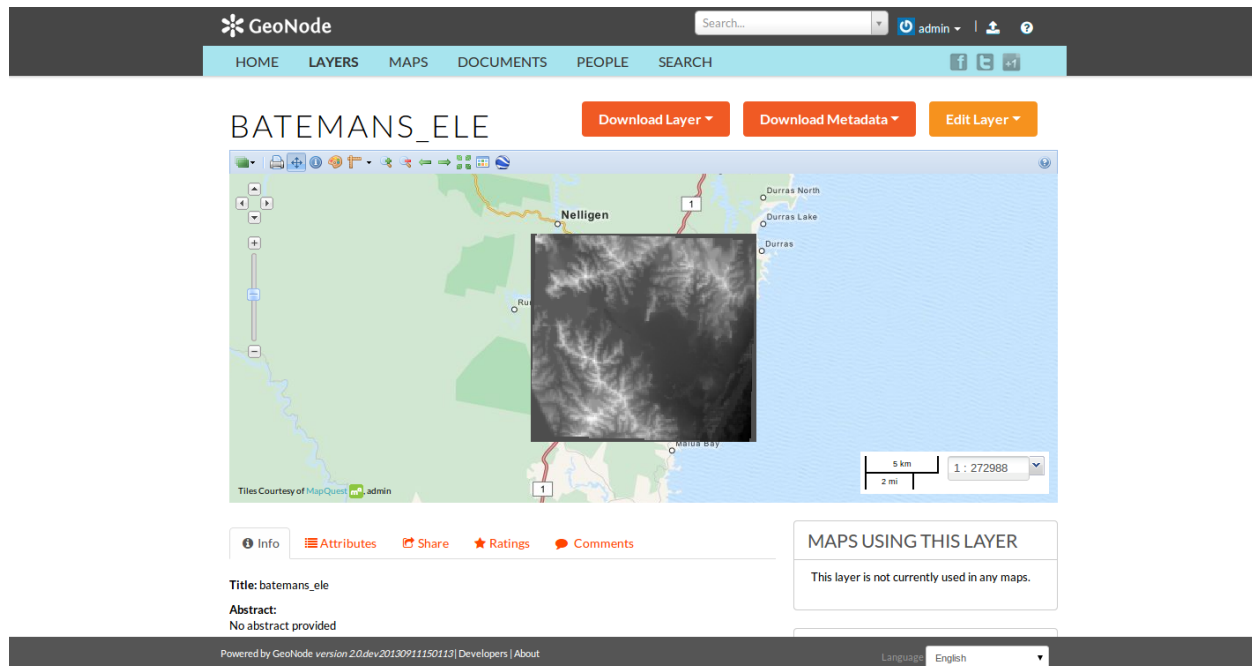 GeoNode
Search...
admin
HOME LAYERS MAPS DOCUMENTS PEOPLE SEARCH
BATEMANS_ELE
Download Layer
Download Metadata
Edit Layer
Durras North
Nelligen
1
Durras Lake
Durras
Malua Bay
5 km
2 mi
1 : 272988
Tiles Courtesy of MapQuest , admin
1
Info Attributes Share Ratings Comments
MAPS USING THIS LAYER
This layer is not currently used in any maps.
Title: batemans_ele
Abstract:
No abstract provided
Powered by GeoNode version 2.0.dev20130911150113| Developers | About
Language English